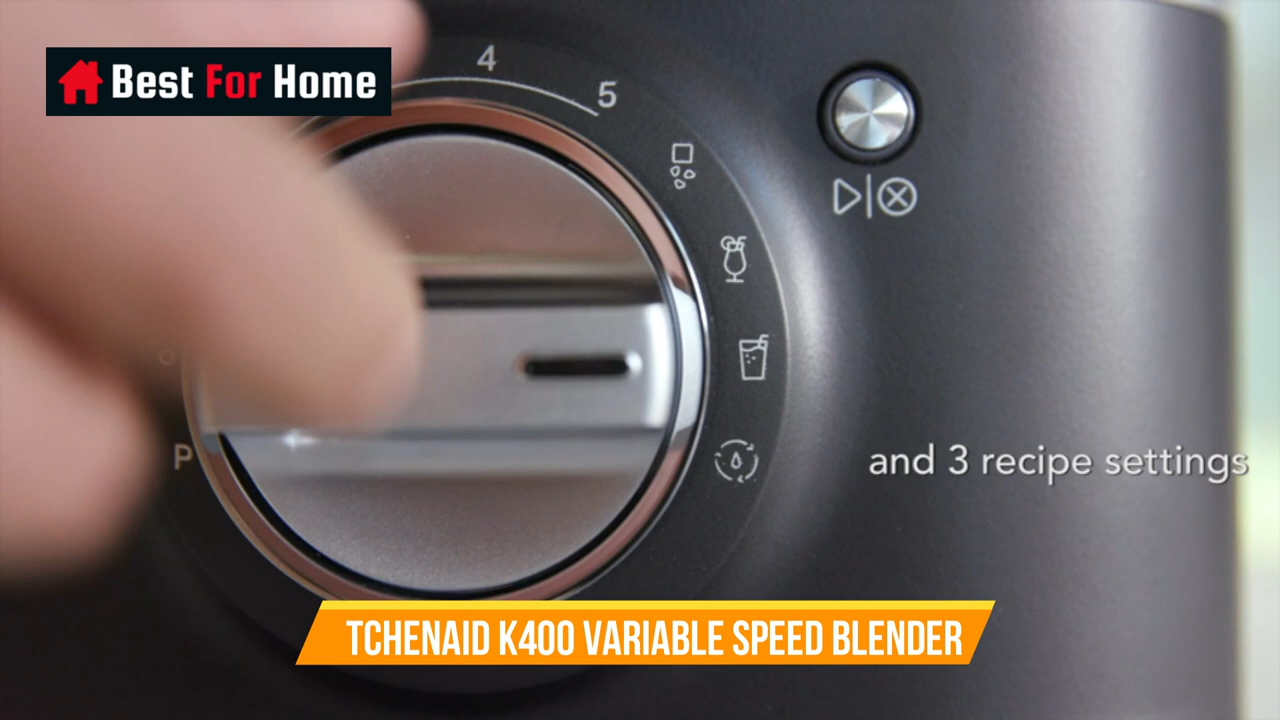 Best For Home
4
5
P
and 3 recipe settings
TCHENAID K400 VARIABLE SPEED BLENDER